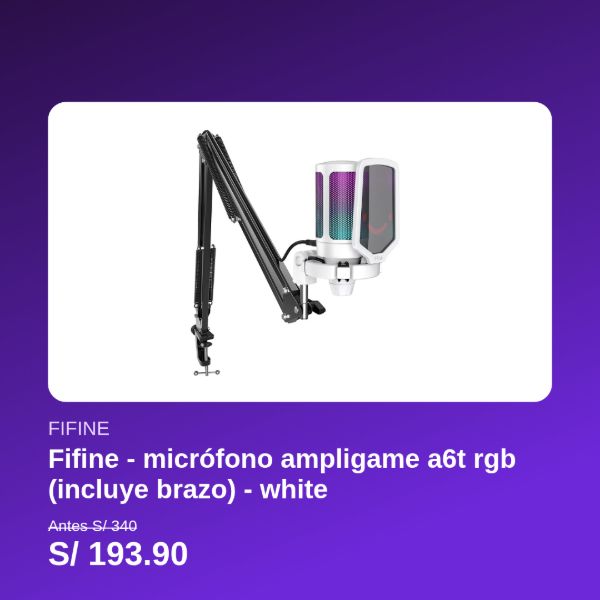 FIFINE
Fifine - micrófono ampligame a6t rgb
(incluye brazo) - white
Antes S/ 340
S/ 193.90